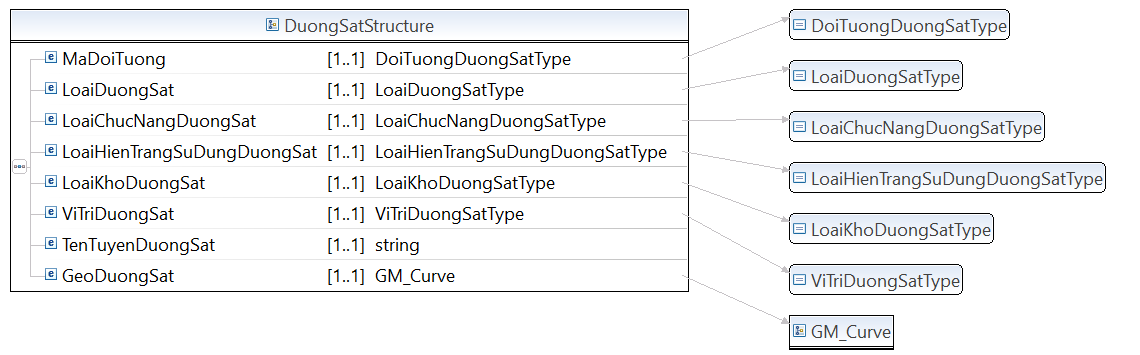 DuongSatStructure
MaDoiTuong [1..1] DoiTuongDuongSatType
LoaiDuongSat [1..1] LoaiDuongSatType
LoaiChucNangDuongSat [1..1] LoaiChucNangDuongSatType
LoaiHienTrangSuDungDuongSat [1..1] LoaiHienTrangSuDungDuongSatType
LoaiKhoDuongSat [1..1] LoaiKhoDuongSatType
ViTriDuongSat [1..1] ViTriDuongSatType
TenTuyenDuongSat [1..1] string
GeoDuongSat [1..1] GM_Curve
DoiTuongDuongSatType
LoaiDuongSatType
LoaiChucNangDuongSatType
LoaiHienTrangSuDungDuongSatType
LoaiKhoDuongSatType
ViTriDuongSatType
GM_Curve